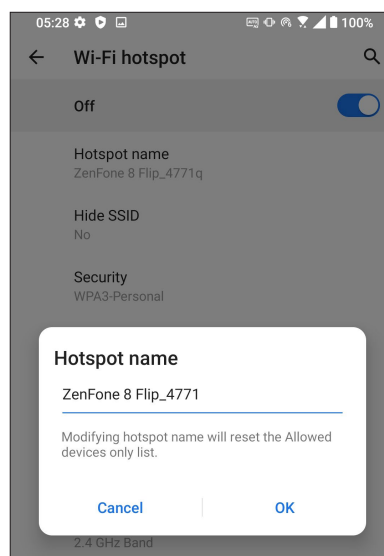 05:28 100%
Wi-Fi hotspot
Off
Hotspot name
ZenFone 8 Flip_4771q
Hide SSID
No
Security
WPA3-Personal
Hotspot name
ZenFone 8 Flip_4771
Modifying hotspot name will reset the Allowed
devices only list.
Cancel OK
2.4 GHz Band